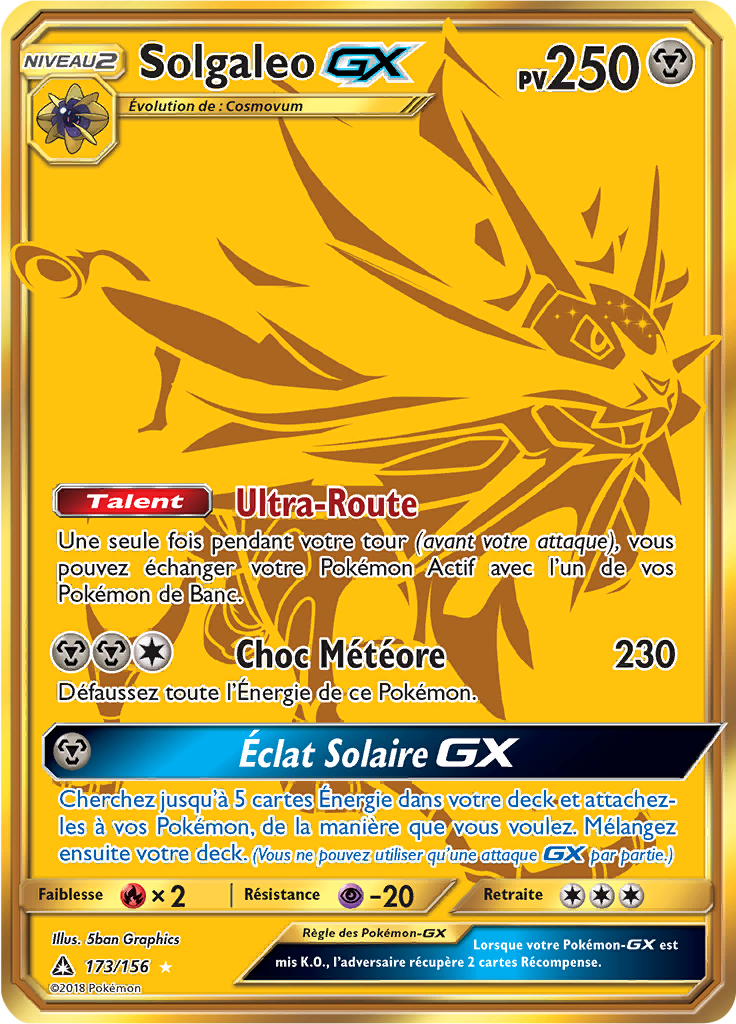 NIVEAU 2
Solgaleo GX
PV 250
Évolution de : Cosmovum
Talent Ultra-Route
Une seule fois pendant votre tour (avant votre attaque), vous
pouvez échanger votre Pokémon Actif avec l'un de vos
Pokémon de Banc.
Choc Météore 230
Défaussez toute l'Énergie de ce Pokémon.
Éclat Solaire GX
Cherchez jusqu'à 5 cartes Énergie dans votre deck et attachez-
les à vos Pokémon, de la manière que vous voulez. Mélangez
ensuite votre deck. (Vous ne pouvez utiliser qu'une attaque GX par partie.)
Faiblesse × 2 Résistance –20 Retraite
Illus. 5ban Graphics
Règle des Pokémon-GX
Lorsque votre Pokémon-GX est
mis K.O., l'adversaire récupère 2 cartes Récompense.
173/156
©2018 Pokémon